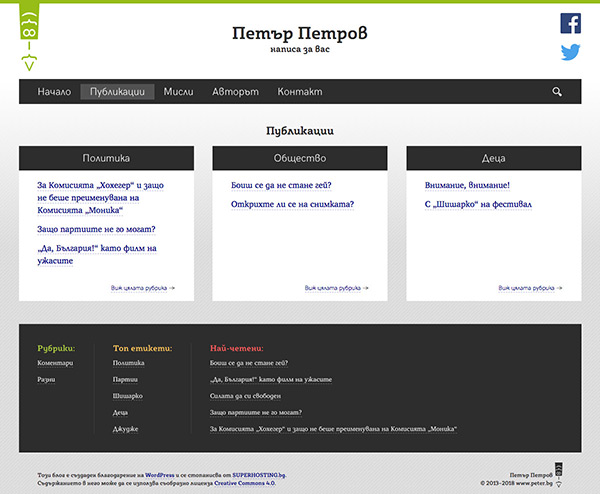 Петър Петров
написа за вас
Начало Публикации Мисли Авторът Контакт
Публикации
Политика
За Комисията „Хохегер“ и защо
не беше преименувана на
Комисията „Моника“
Защо партиите не го могат?
„Да, България!“ като филм на
ужасите
Виж цялата рубрика →
Общество
Боиш се да не стане гей?
Открихте ли се на снимката?
Виж цялата рубрика →
Деца
Внимание, внимание!
С „Шишарко“ на фестивал
Виж цялата рубрика →
Рубрики:
Коментари
Разни
Топ етикети:
Политика
Партии
Шишарко
Деца
Джудже
Най-четени:
Боиш се да не стане гей?
„Да, България!“ като филм на ужасите
Силата да си свободен
Защо партиите не го могат?
За Комисията „Хохегер“ и защо не беше преименувана на Комисията „Моника“
Този блог е създаден благодарение на WordPress и се стопанисва от SUPERHOSTING.bg.
Съдържанието в него може да се използва съобразно лиценза Creative Commons 4.0.
Петър Петров
© 2013–2018 www.peter.bg